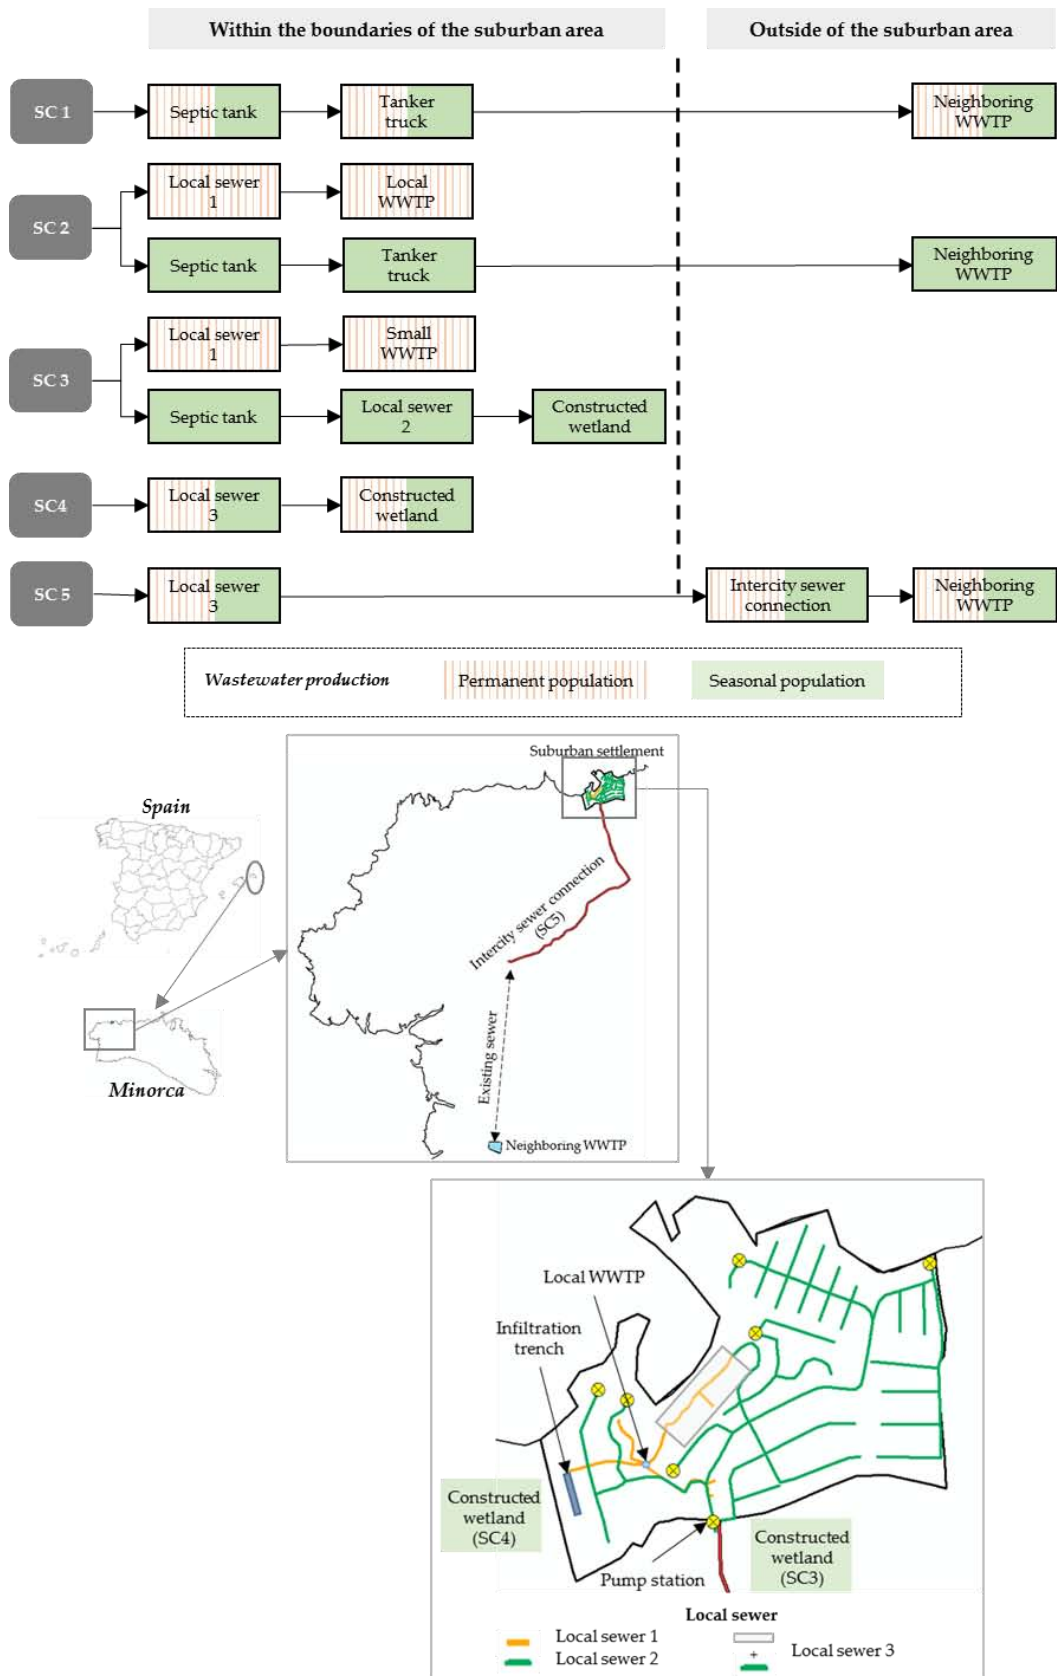 Within the boundaries of the suburban area
Outside of the suburban area
SC 1
Septic tank
Tanker
truck
Neighboring
WWTP
SC 2
Local sewer
1
Local
WWTP
Septic tank
Tanker
truck
Neighboring
WWTP
SC 3
Local sewer
1
Small
WWTP
Septic tank
Local sewer
2
Constructed
wetland
SC4
Local sewer
3
Constructed
wetland
SC 5
Local sewer
3
Intercity sewer
connection
Neighboring
WWTP
Wastewater production
Permanent population
Seasonal population
Suburban settlement
Spain
Intercity sewer connection
(SC5)
Existing sewer
Minorca
Neighboring WWTP
Local WWTP
Infiltration
trench
Constructed
wetland
(SC4)
Constructed
wetland
(SC3)
Pump station
Local sewer
Local sewer 1
Local sewer 2
+
Local sewer 3